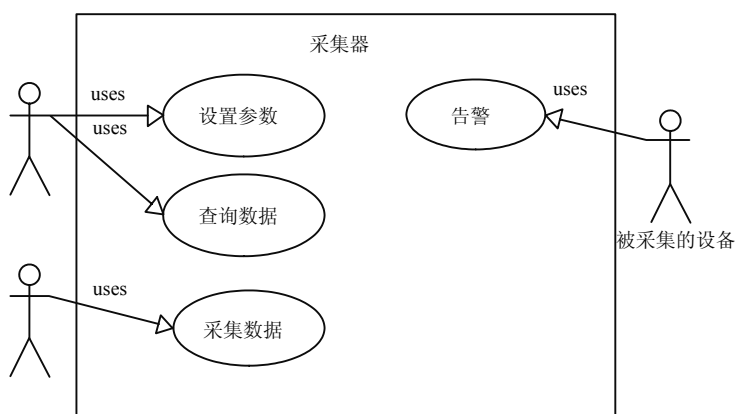 采集器
uses
设置参数
uses
告警
uses
查询数据
被采集的设备
uses
采集数据